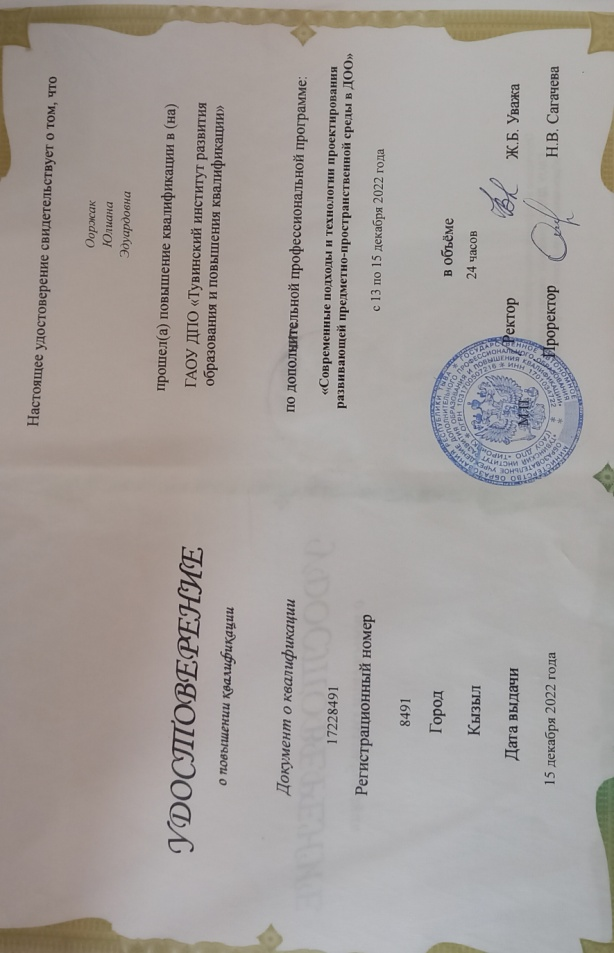 УДОСТОВЕРЕНИЕ
о повышении квалификации
Документ о квалификации
17228491
Регистрационный номер
8491
Город
Кызыл
Дата выдачи
15 декабря 2022 года
Настоящее удостоверение свидетельствует о том, что
Ооржак
Юлиана
Эдуардовна
прошел(а) повышение квалификации в (на)
ГАОУ ДПО «Тувинский институт развития
образования и повышения квалификации»
по дополнительной профессиональной программе:
«Современные подходы и технологии проектирования
развивающей предметно-пространственной среды в ДОО»
с 13 по 15 декабря 2022 года
в объёме
24 часов
Ректор Ж.Б. Уважа
М.П.
Проректор Н.В. Сагачева